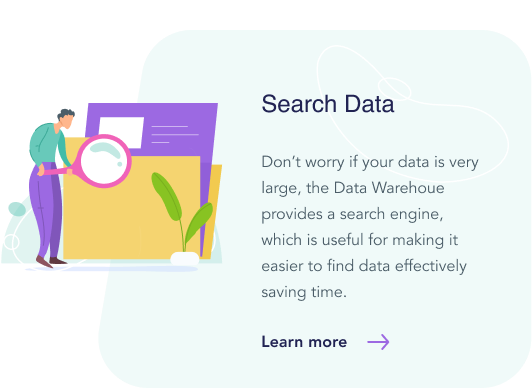 Search Data
Don’t worry if your data is very
large, the Data Warehoue
provides a search engine,
which is useful for making it
easier to find data effectively
saving time.
Learn more